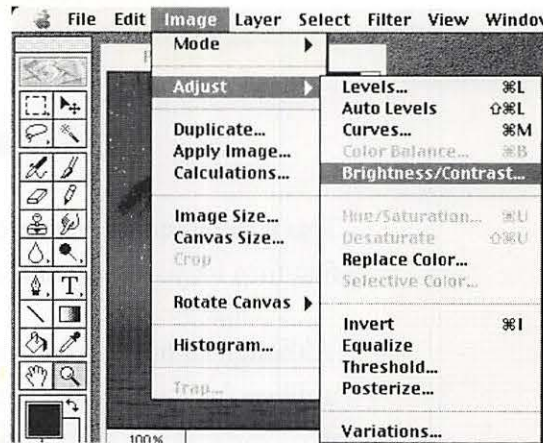 File Edit Image Layer Select Filter View Window
Mode
Adjust
Duplicate...
Apply Image...
Calculations...
Image Size...
Canvas Size...
Crop
Rotate Canvas
Histogram...
Trap...
Levels... ⌘L
Auto Levels ⇧⌘L
Curves... ⌘M
Color Balance... ⌘B
Brightness/Contrast...
Hue/Saturation... ⌘U
Desaturate ⇧⌘U
Replace Color...
Selective Color...
Invert ⌘I
Equalize
Threshold...
Posterize...
Variations...
T
100%